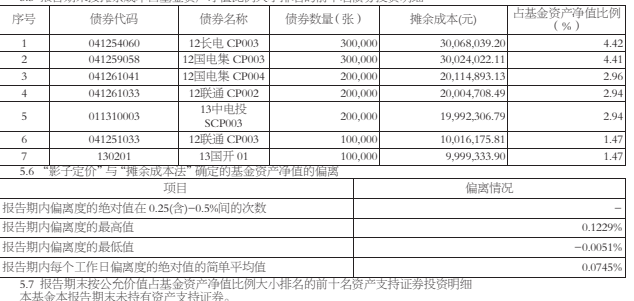 序号 债券代码 债券名称 债券数量(张) 摊余成本(元) 占基金资产净值比例(%)
1 041254060 12长电 CP003 300,000 30,068,039.20 4.42
2 041259058 12国电集 CP003 300,000 30,024,022.11 4.41
3 041261041 12国电集 CP004 200,000 20,114,893.13 2.96
4 041261033 12联通 CP002 200,000 20,004,708.49 2.94
5 011310003 13中电投 SCP003 200,000 19,992,306.79 2.94
6 041251033 12联通 CP003 100,000 10,016,175.81 1.47
7 130201 13国开 01 100,000 9,999,333.90 1.47
5.6 “影子定价”与“摊余成本法”确定的基金资产净值的偏离
项目 偏离情况
报告期内偏离度的绝对值在 0.25(含)-0.5%间的次数 -
报告期内偏离度的最高值 0.1229%
报告期内偏离度的最低值 -0.0051%
报告期内每个工作日偏离度的绝对值的简单平均值 0.0745%
5.7 报告期末按公允价值占基金资产净值比例大小排名的前十名资产支持证券投资明细
本基金本报告期末未持有资产支持证券。